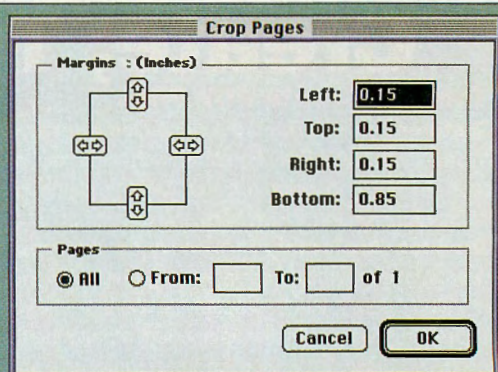 Crop Pages
Margins : (Inches)
Left: 0.15
Top: 0.15
Right: 0.15
Bottom: 0.85
Pages
All From: To: of 1
Cancel OK